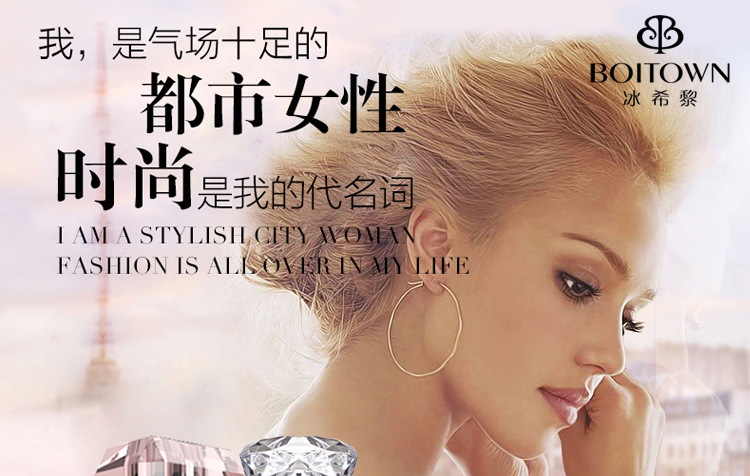 我，是气场十足的
都市女性
时尚是我的代名词
I AM A STYLISH CITY WOMAN
FASHION IS ALL OVER IN MY LIFE
BOITOWN
冰希黎